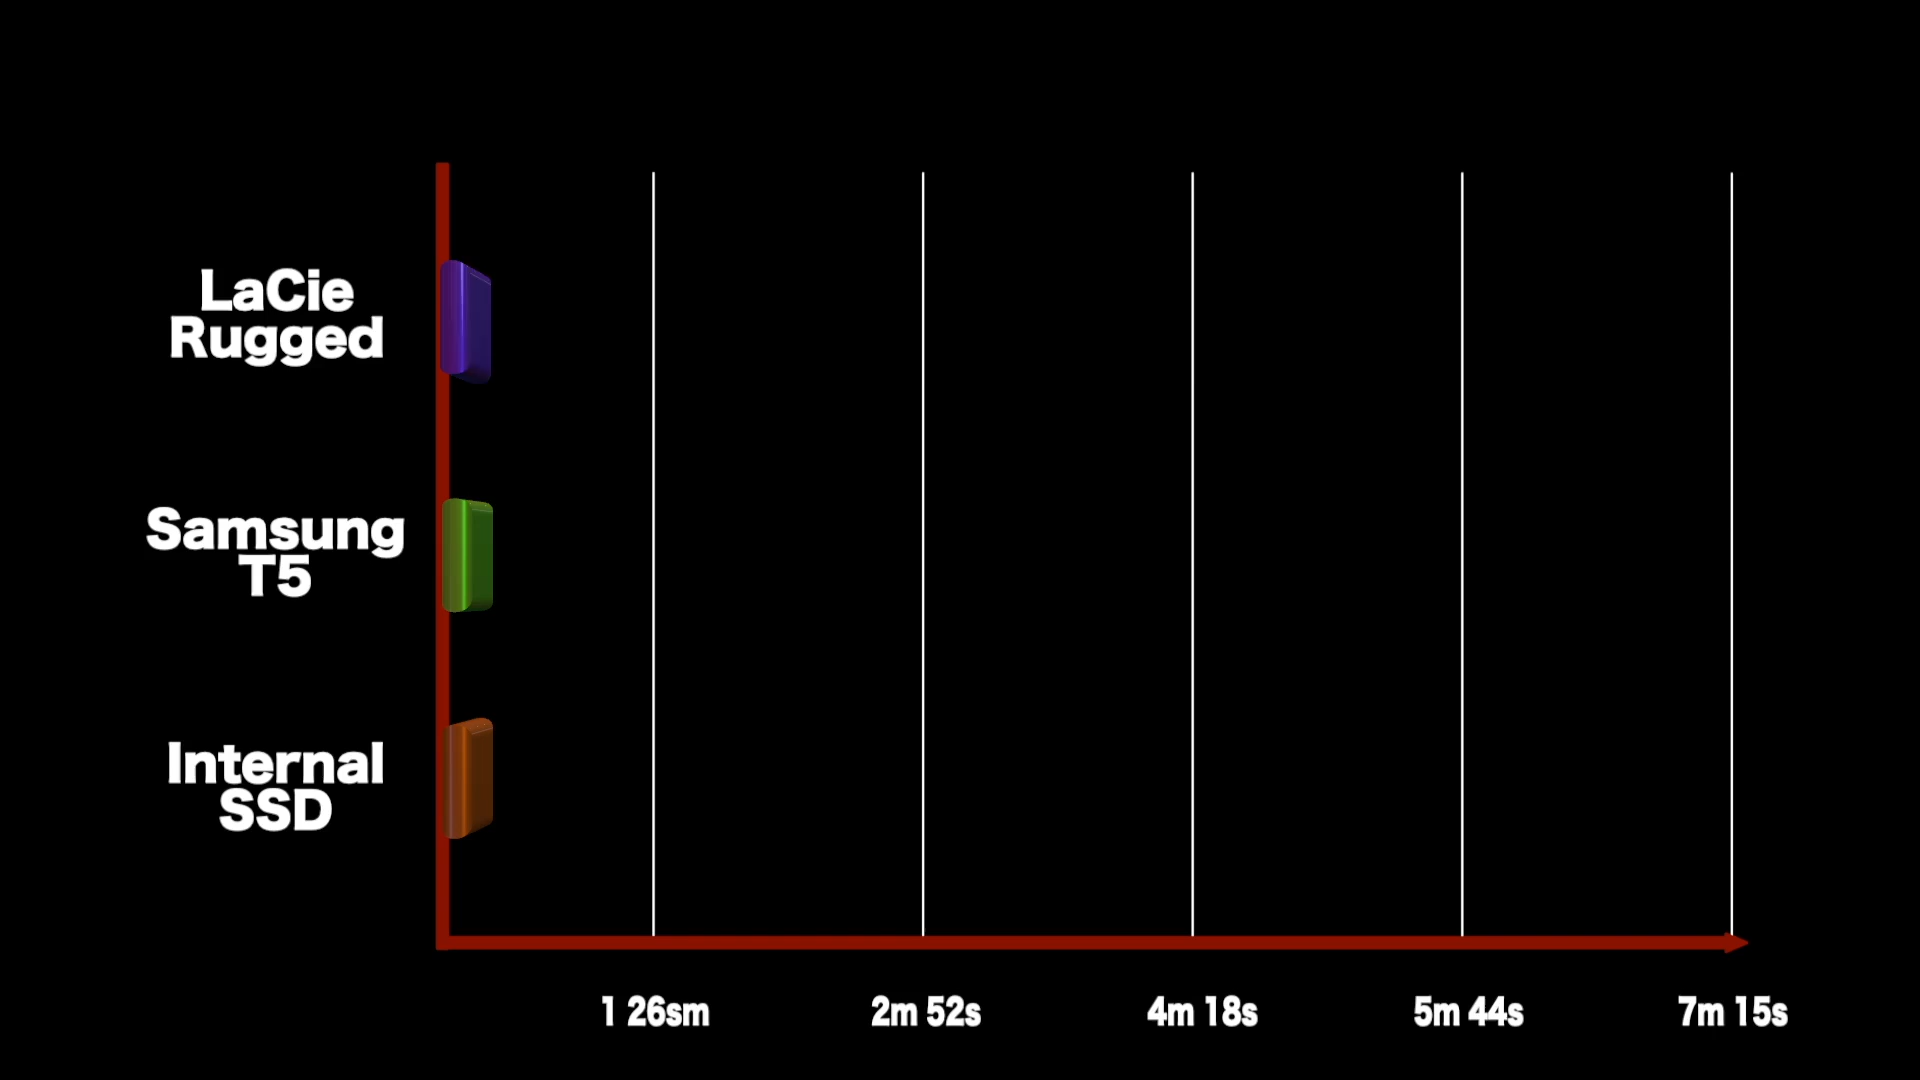 LaCie
Rugged
Samsung
T5
Internal
SSD
1 26sm
2m 52s
4m 18s
5m 44s
7m 15s